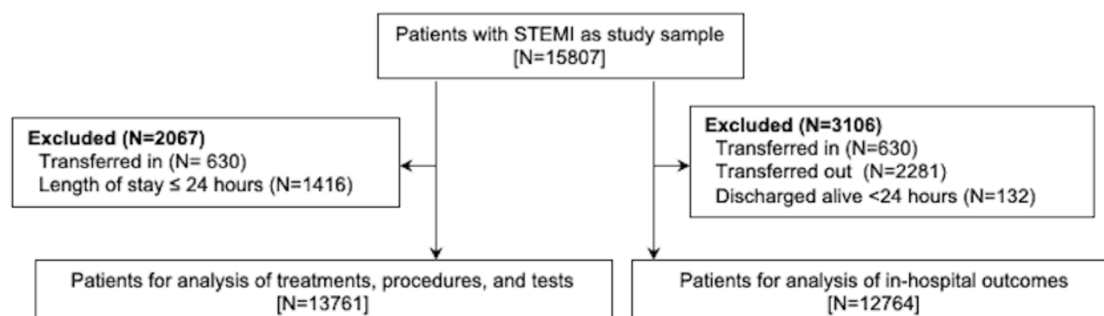 Patients with STEMI as study sample
[N=15807]
Excluded (N=2067)
Transferred in (N= 630)
Length of stay ≤ 24 hours (N=1416)
Excluded (N=3106)
Transferred in (N=630)
Transferred out (N=2281)
Discharged alive <24 hours (N=132)
Patients for analysis of treatments, procedures, and tests
[N=13761]
Patients for analysis of in-hospital outcomes
[N=12764]